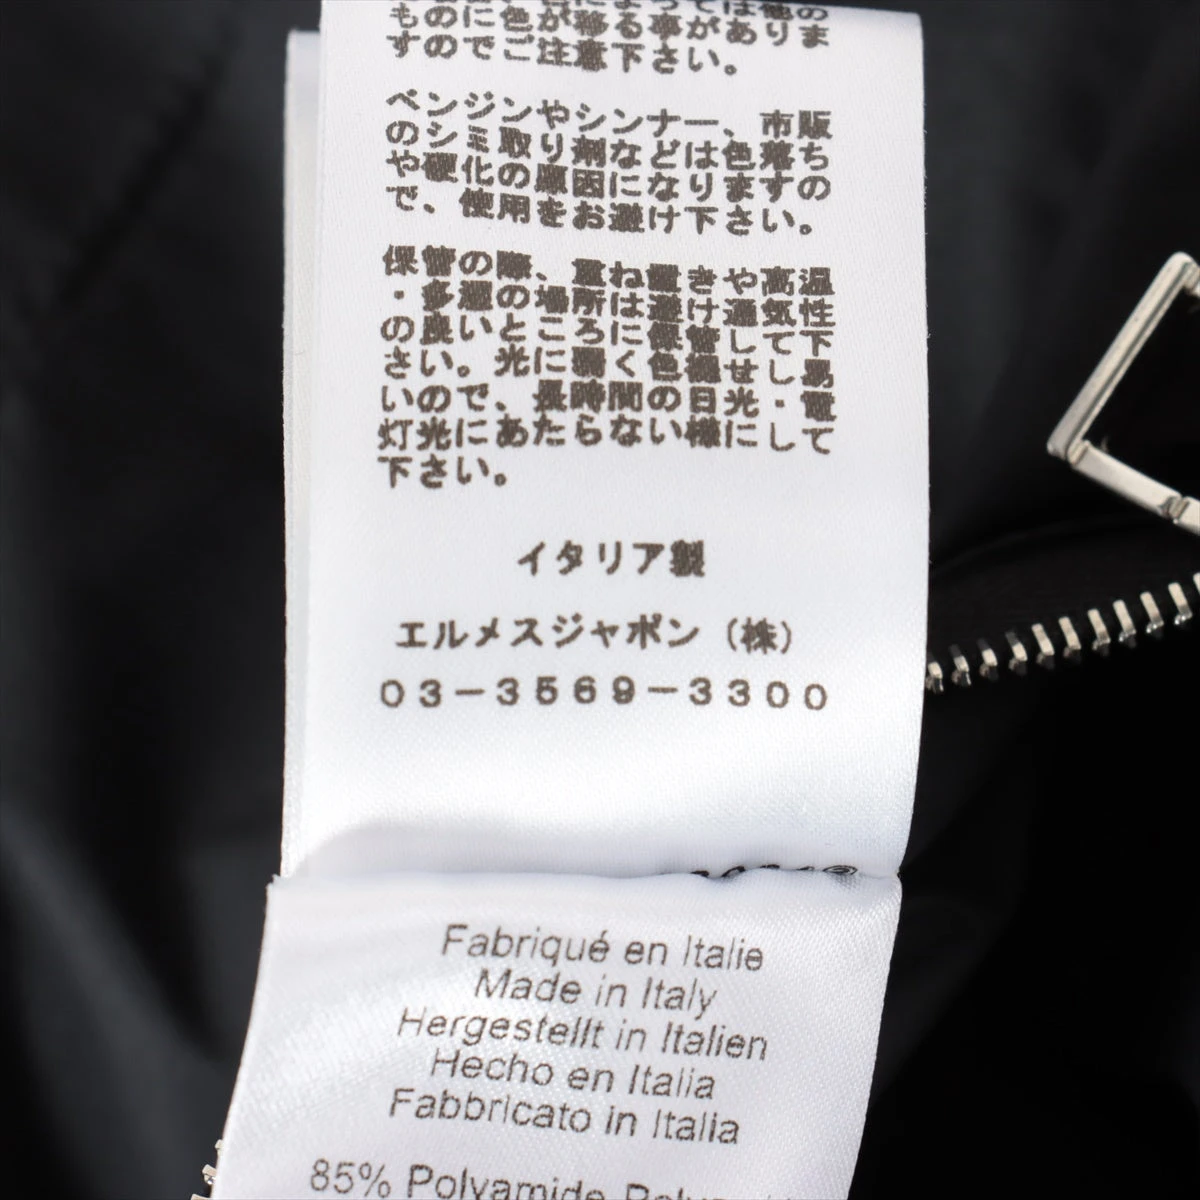 ものに色が移る事がありま
すのでご注意下さい。
ベンジンやシンナー、市販
のシミ取り剤などは色落ち
や硬化の原因になりますの
で、使用をお避け下さい。
保管の際、重ね置きや高温
・多湿の場所は避け通気性
の良いところに保管して下
さい。光に弱く色褪せし易
いので、長時間の日光・電
灯光にあたらない様にして
下さい。
イタリア製
エルメスジャポン(株)
03-3569-3300
Fabriqué en Italie
Made in Italy
Hergestellt in Italien
Hecho en Italia
Fabbricato in Italia
85% Polyamide